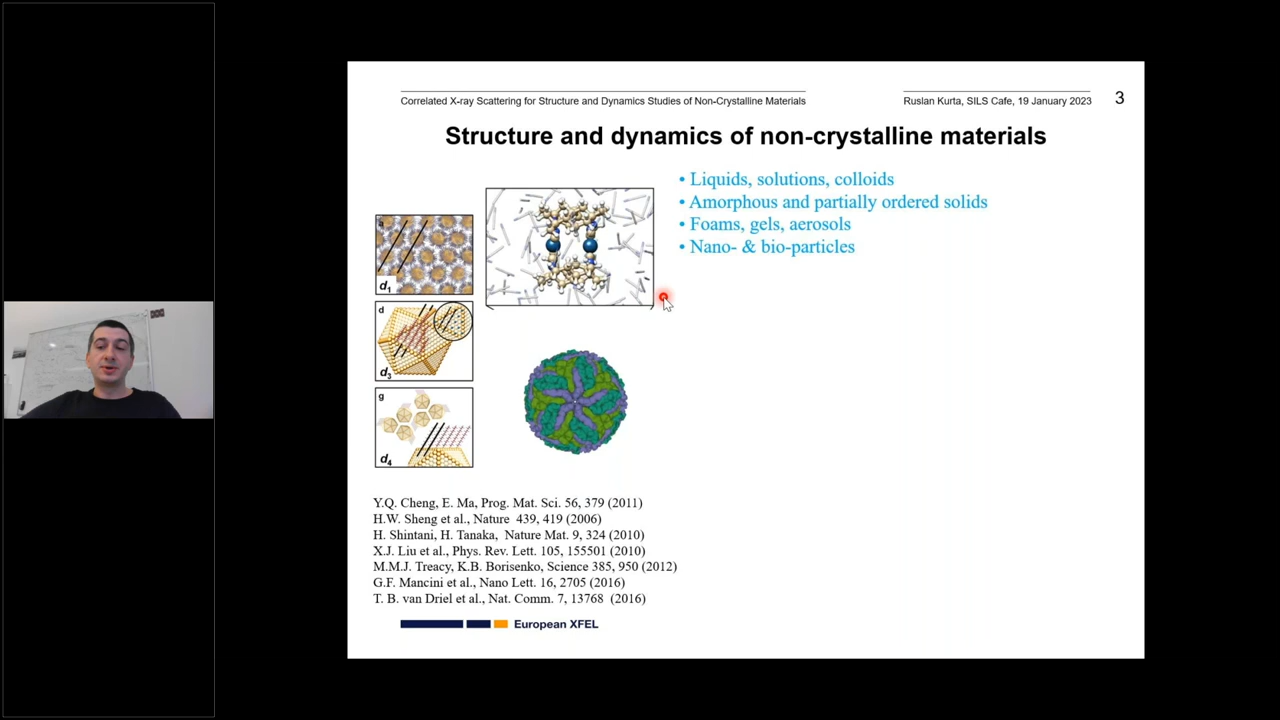 Correlated X-ray Scattering for Structure and Dynamics Studies of Non-Crystalline Materials
Ruslan Kurta, SILS Cafe, 19 January 2023
3
Structure and dynamics of non-crystalline materials
• Liquids, solutions, colloids
• Amorphous and partially ordered solids
• Foams, gels, aerosols
• Nano- & bio-particles
d1
d
d3
g
d4
Y.Q. Cheng, E. Ma, Prog. Mat. Sci. 56, 379 (2011)
H.W. Sheng et al., Nature 439, 419 (2006)
H. Shintani, H. Tanaka, Nature Mat. 9, 324 (2010)
X.J. Liu et al., Phys. Rev. Lett. 105, 155501 (2010)
M.M.J. Treacy, K.B. Borisenko, Science 385, 950 (2012)
G.F. Mancini et al., Nano Lett. 16, 2705 (2016)
T. B. van Driel et al., Nat. Comm. 7, 13768 (2016)
European XFEL